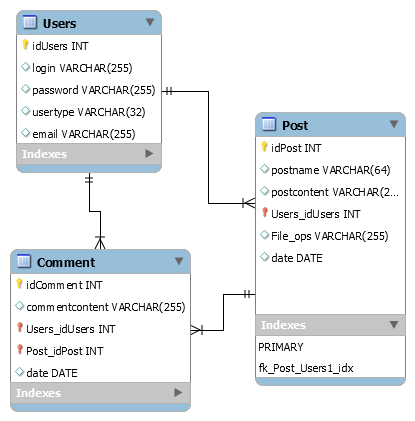 Users
idUsers INT
login VARCHAR(255)
password VARCHAR(255)
usertype VARCHAR(32)
email VARCHAR(255)
Indexes
Post
idPost INT
postname VARCHAR(64)
postcontent VARCHAR(2...
Users_idUsers INT
File_ops VARCHAR(255)
date DATE
Indexes
PRIMARY
fk_Post_Users1_idx
Comment
idComment INT
commentcontent VARCHAR(255)
Users_idUsers INT
Post_idPost INT
date DATE
Indexes